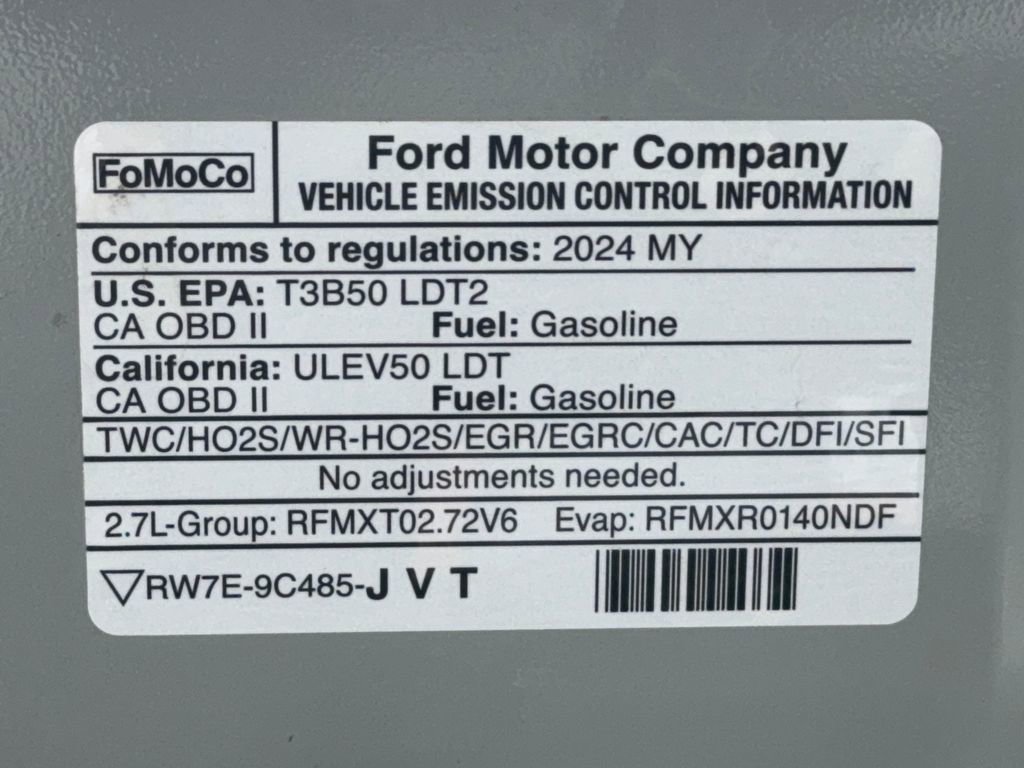 FoMoCo
Ford Motor Company
VEHICLE EMISSION CONTROL INFORMATION
Conforms to regulations: 2024 MY
U.S. EPA: T3B50 LDT2
CA OBD II Fuel: Gasoline
California: ULEV50 LDT
CA OBD II Fuel: Gasoline
TWC/HO2S/WR-HO2S/EGR/EGRC/CAC/TC/DFI/SFI
No adjustments needed.
2.7L-Group: RFMXT02.72V6 Evap: RFMXR0140NDF
▽RW7E-9C485-J V T